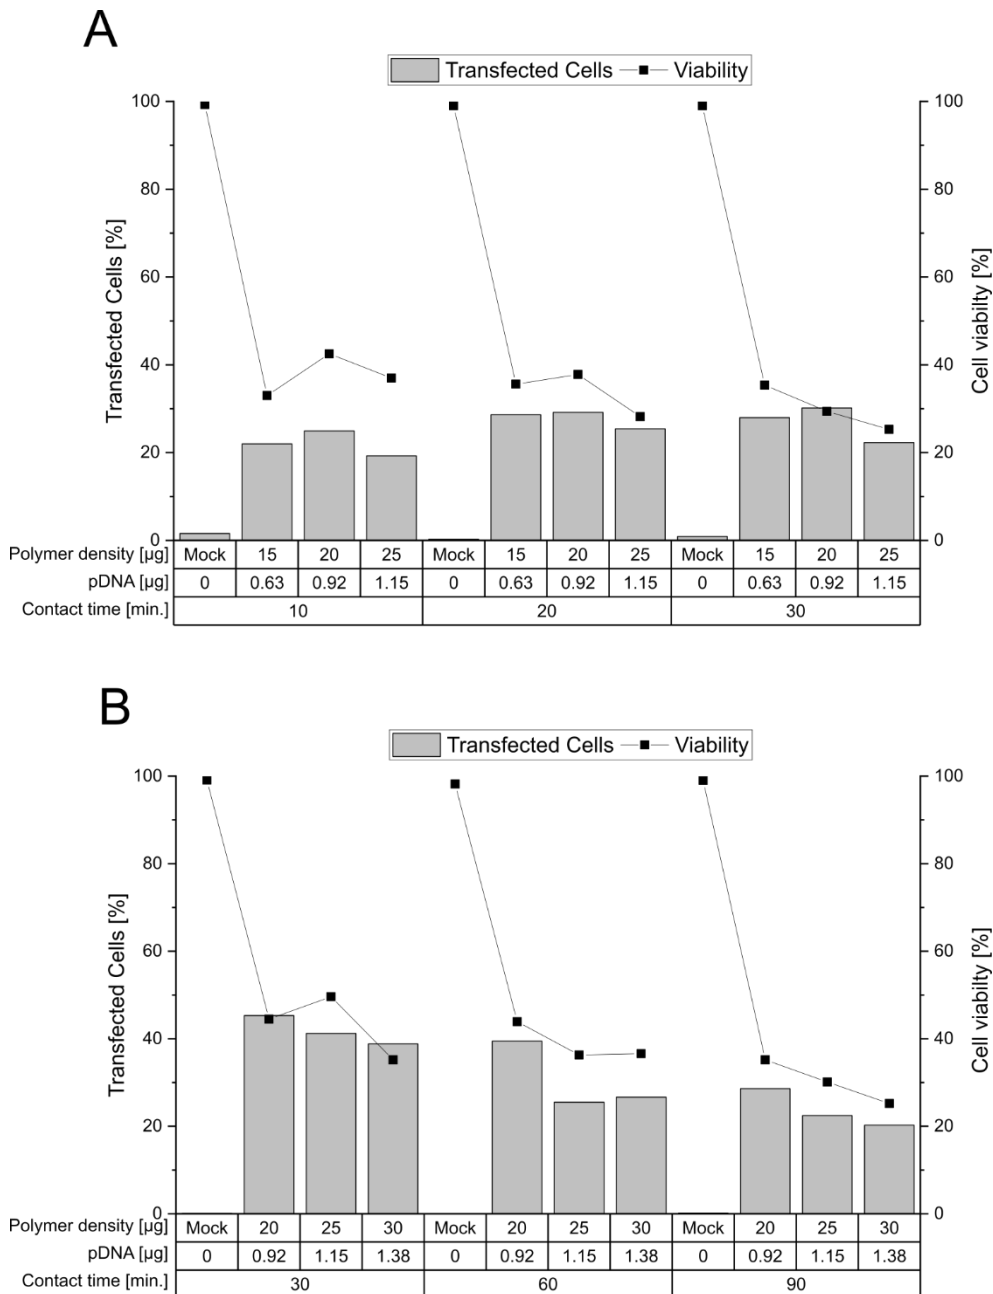 A
Transfected Cells Viability
100 100
80 80
60 60
40 40
20 20
0 0
Transfected Cells [%]
Cell viabilty [%]
Polymer density [µg] Mock 15 20 25 Mock 15 20 25 Mock 15 20 25
pDNA [µg] 0 0.63 0.92 1.15 0 0.63 0.92 1.15 0 0.63 0.92 1.15
Contact time [min.] 10 20 30
B
Transfected Cells Viability
100 100
80 80
60 60
40 40
20 20
0 0
Transfected Cells [%]
Cell viabilty [%]
Polymer density [µg] Mock 20 25 30 Mock 20 25 30 Mock 20 25 30
pDNA [µg] 0 0.92 1.15 1.38 0 0.92 1.15 1.38 0 0.92 1.15 1.38
Contact time [min.] 30 60 90